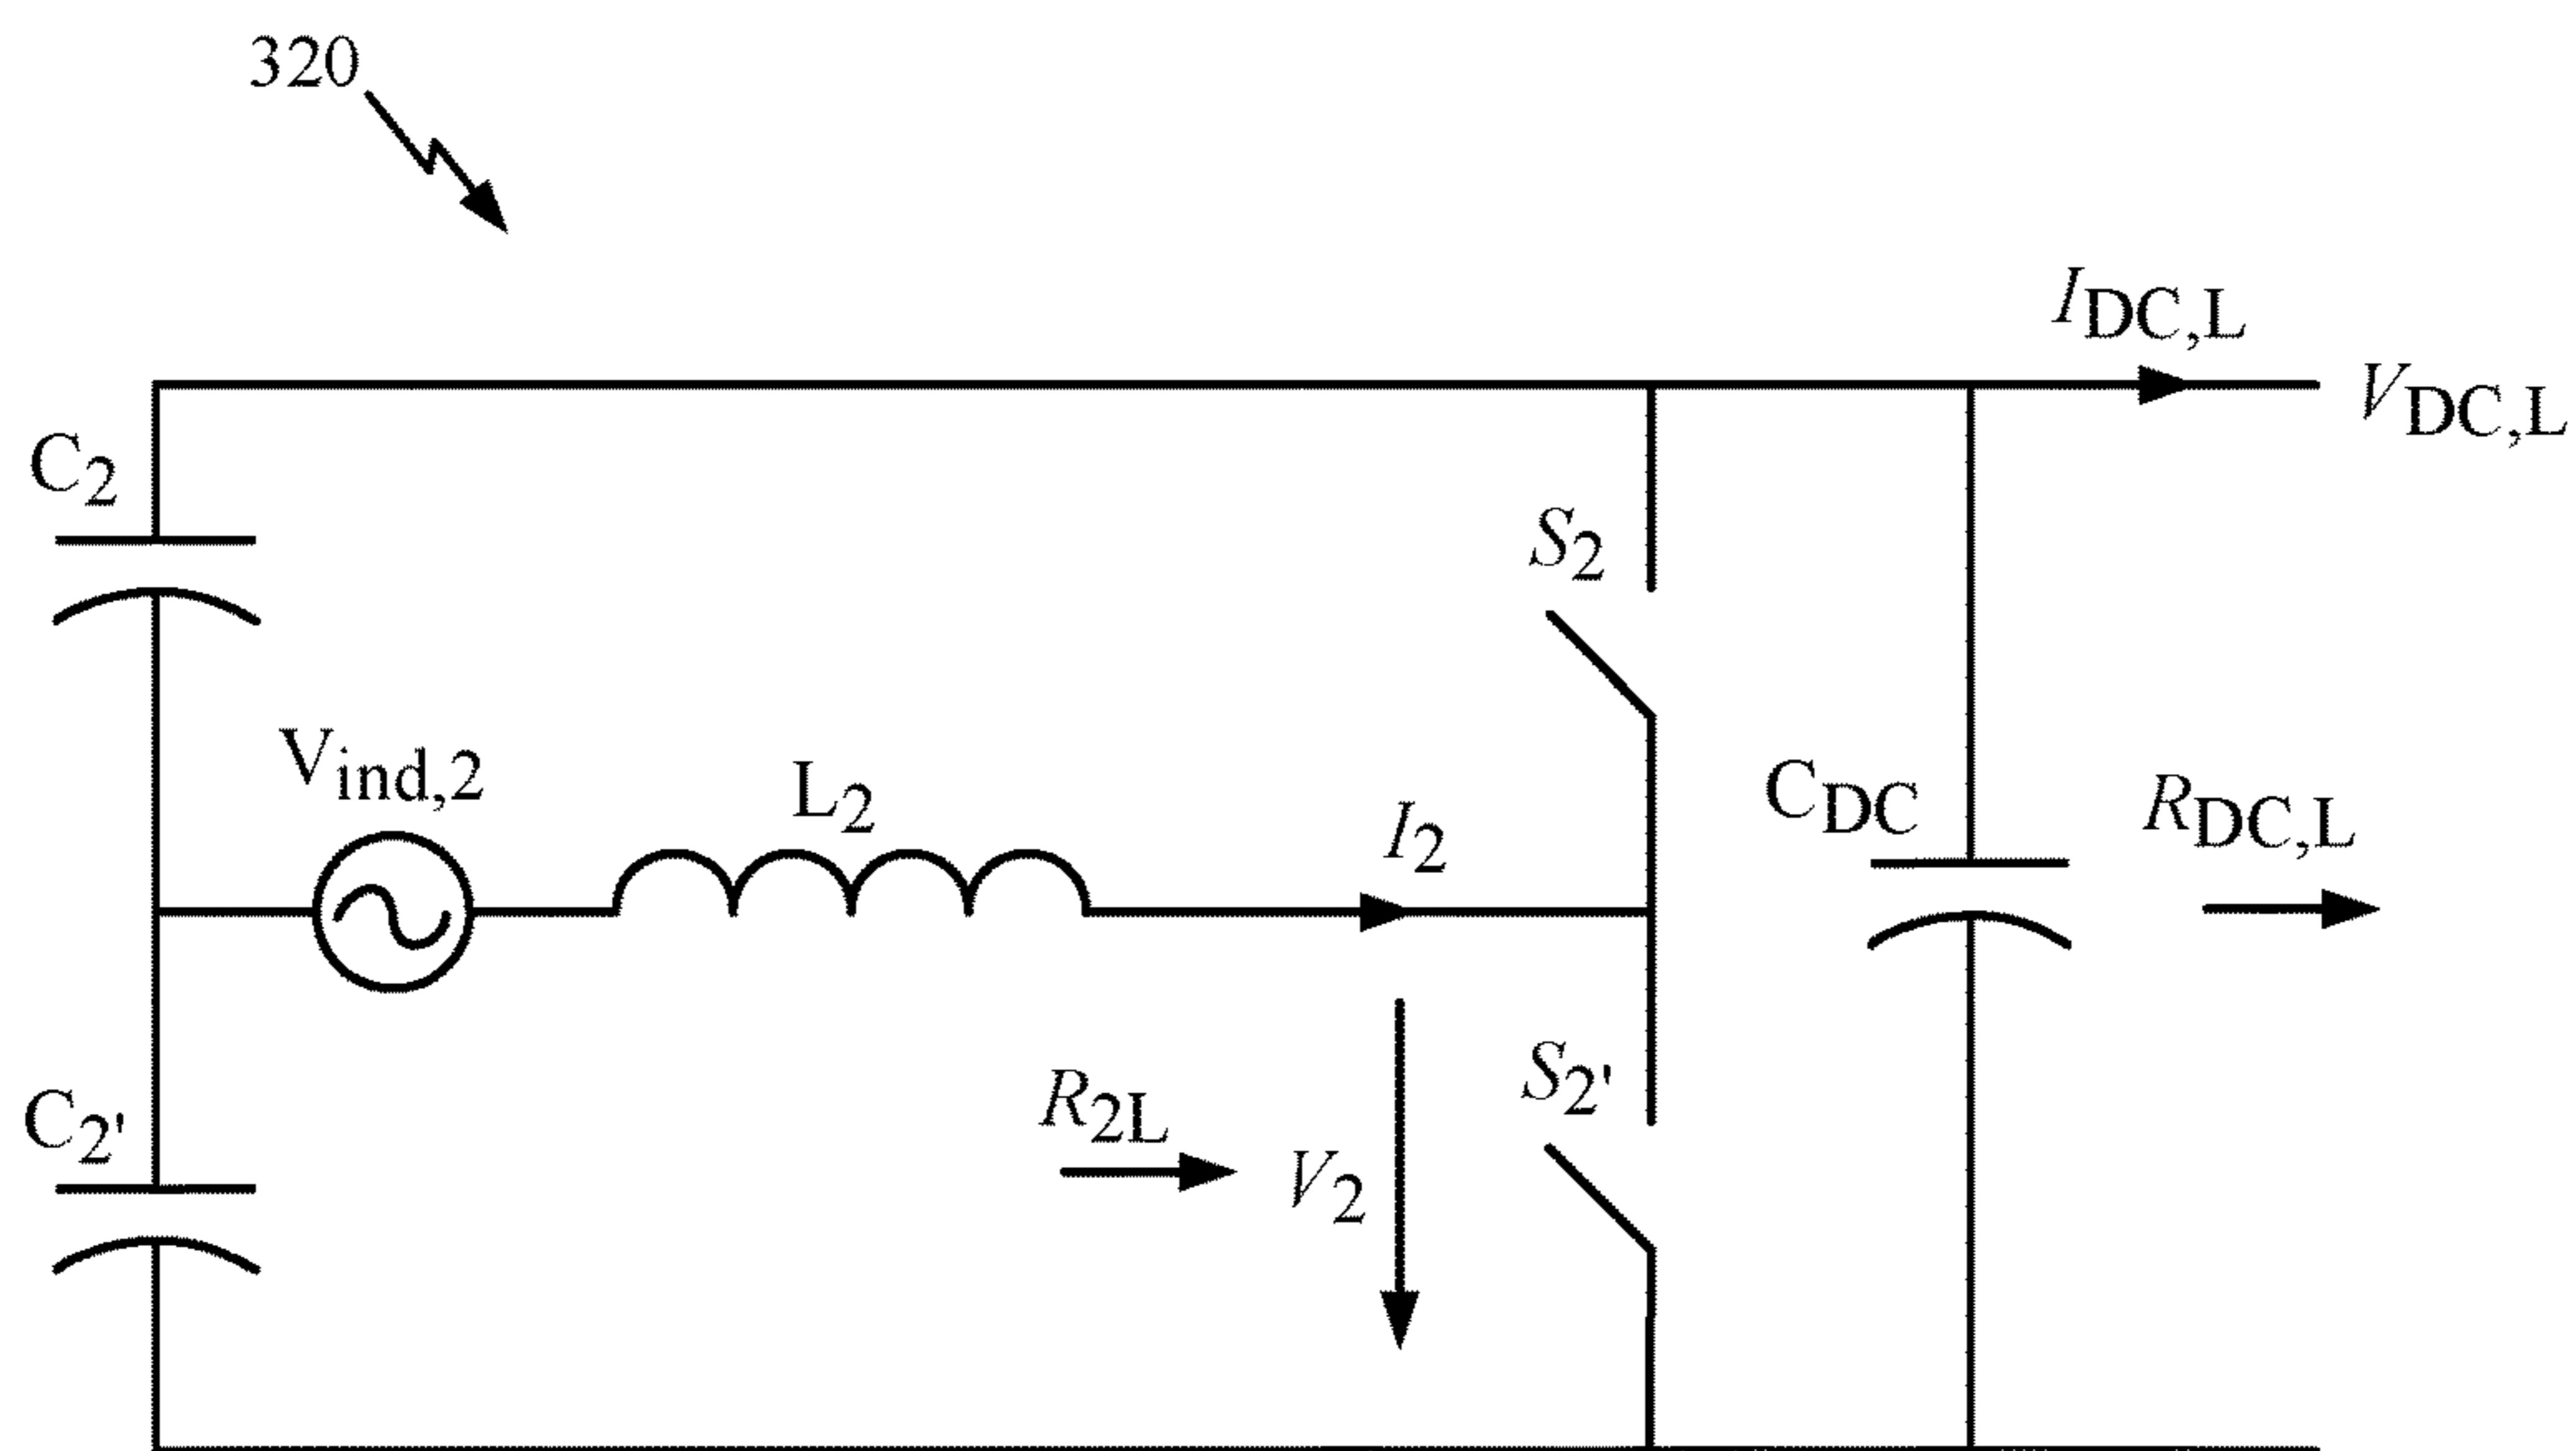 320
I_DC,L
V_DC,L
C_2
S_2
V_ind,2
L_2
I_2
C_DC
R_DC,L
C_2'
R_2L
V_2
S_2'